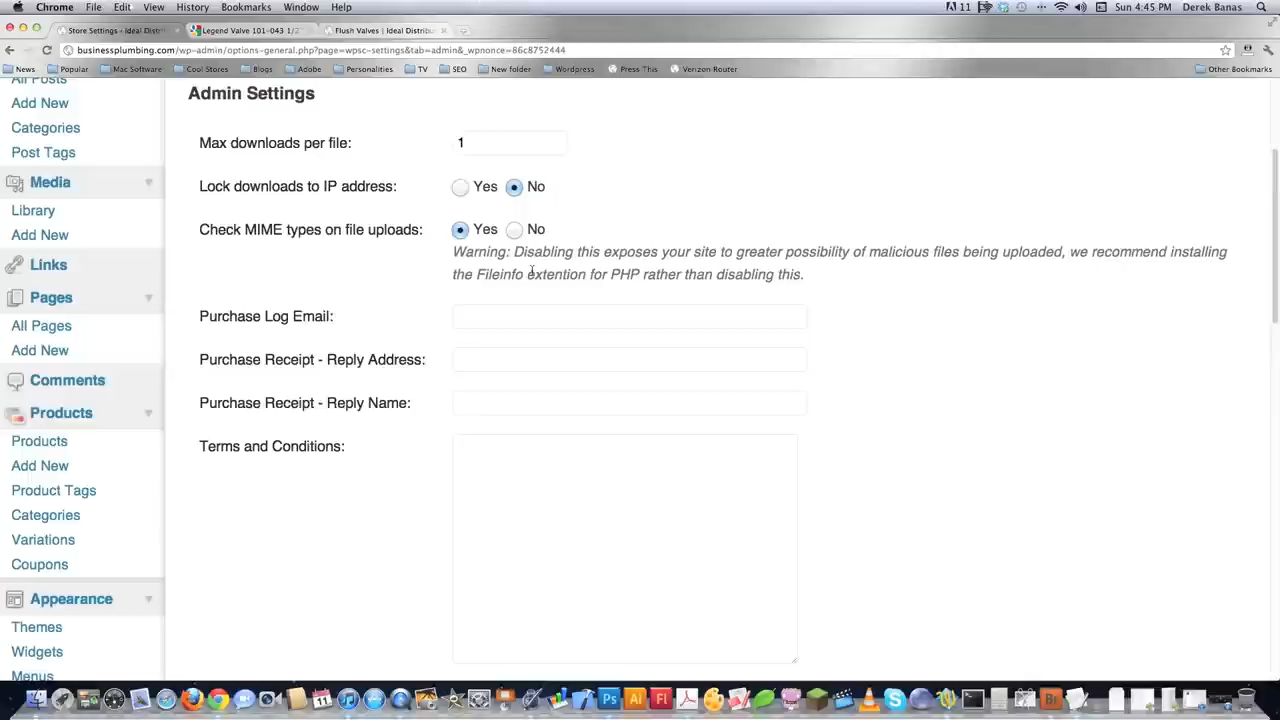 Chrome File Edit View History Bookmarks Window Help
11 Sun 4:45 PM Derek Banas
Store Settings - Ideal Distri
Legend Valve 101-043 1/2
Flush Valves | Ideal Distribu
businessplumbing.com/wp-admin/options-general.php?page=wpsc-settings&tab=admin&_wpnonce=86c8752444
News Popular Mac Software Cool Stores Blogs Adobe Personalities TV SEO New folder Wordpress Press This Verizon Router Other Bookmarks
All Posts
Add New
Categories
Post Tags
Media
Library
Add New
Links
Pages
All Pages
Add New
Comments
Products
Products
Add New
Product Tags
Categories
Variations
Coupons
Appearance
Themes
Widgets
Menus
Admin Settings
Max downloads per file: 1
Lock downloads to IP address: Yes No
Check MIME types on file uploads: Yes No
Warning: Disabling this exposes your site to greater possibility of malicious files being uploaded, we recommend installing
the Fileinfo extention for PHP rather than disabling this.
Purchase Log Email:
Purchase Receipt - Reply Address:
Purchase Receipt - Reply Name:
Terms and Conditions:
Ps Ai Fl Br